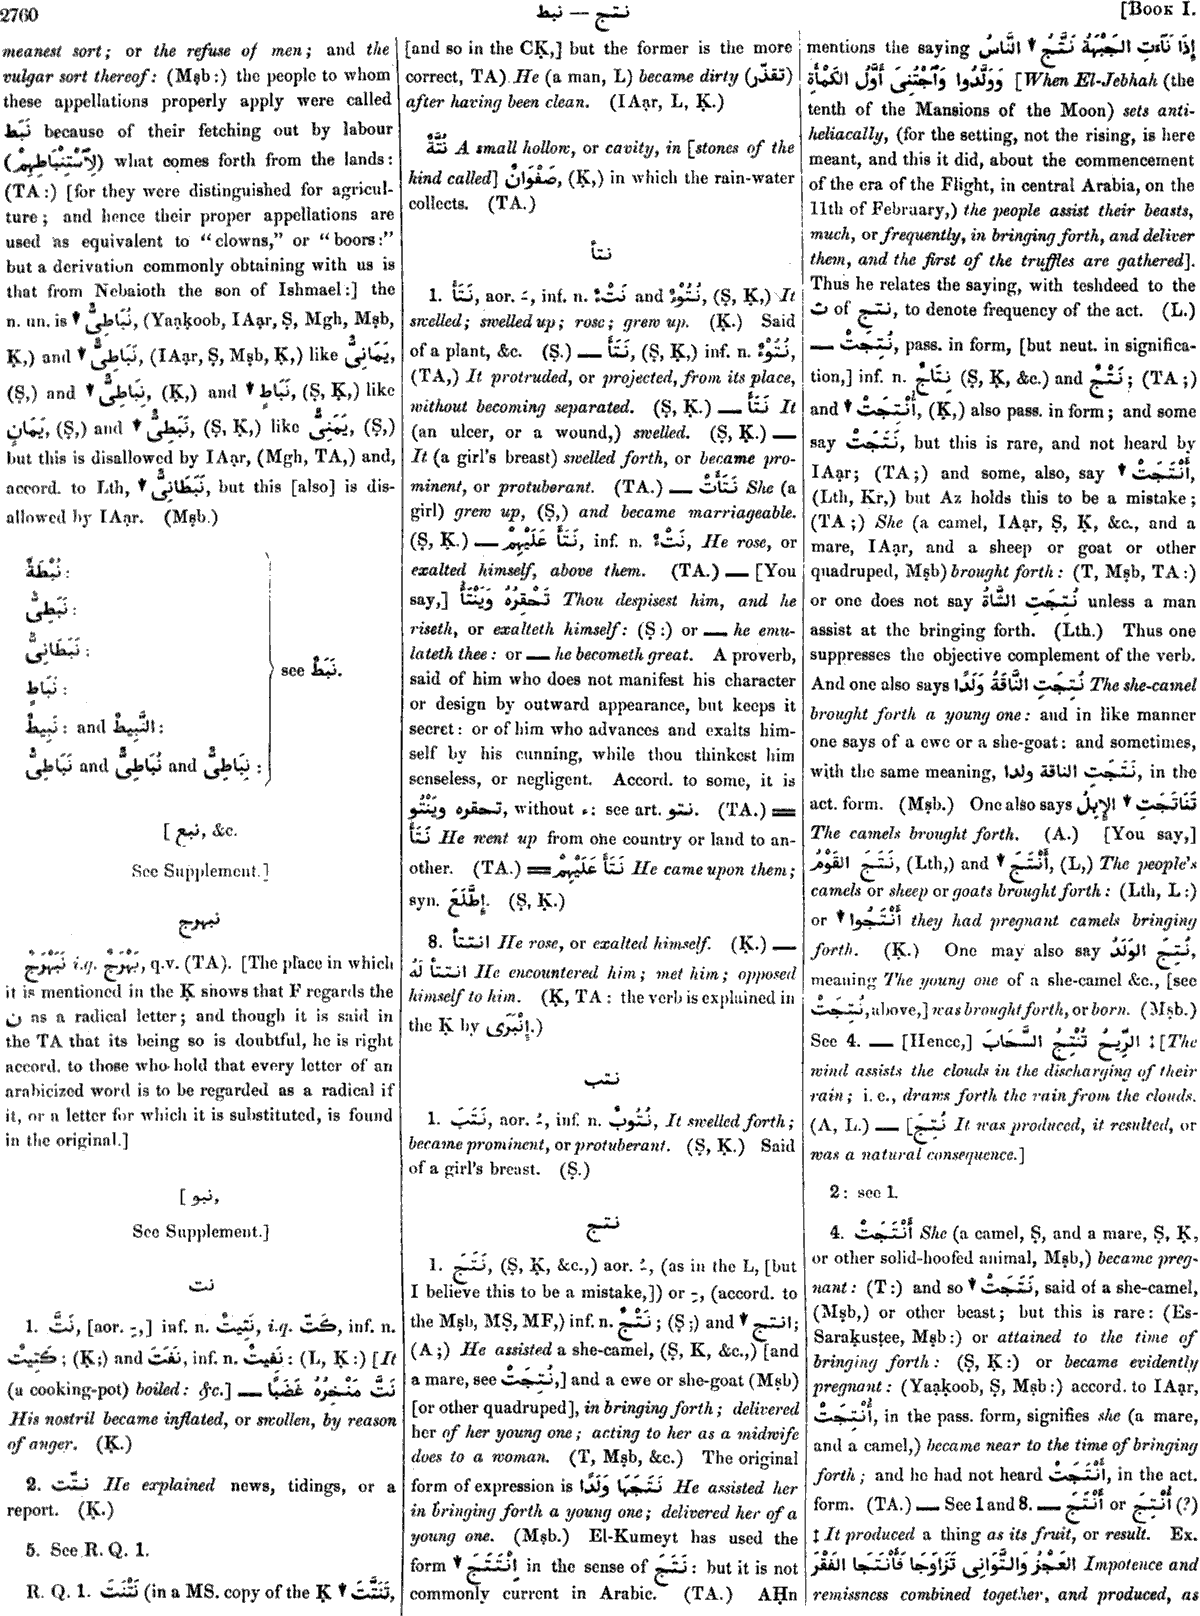 2760
نبط — نتج
[BOOK I.
meanest sort; or the refuse of men; and the
vulgar sort thereof: (Mṣb:) the people to whom
these appellations properly apply were called
نَبَط because of their fetching out by labour
(لِاسْتِنْبَاطِهِمْ) what comes forth from the lands:
(TA:) [for they were distinguished for agricul-
ture; and hence their proper appellations are
used as equivalent to “clowns,” or “boors:”
but a derivation commonly obtaining with us is
that from Nebaioth the son of Ishmael:] the
n. un. is ▼ نُبَاطِىٌّ, (Yaạḳoob, IAạr, Ṣ, Mgh, Mṣb,
Ḳ,) and ▼ نَبَاطِىٌّ, (IAạr, Ṣ, Mṣb, Ḳ,) like يَمَانِىٌّ,
(Ṣ,) and ▼ نِبَاطِىٌّ, (Ḳ,) and ▼ نَبَاطٍ, (Ṣ, Ḳ,) like
يَمَانٍ, (Ṣ,) and ▼ نَبَطِىٌّ, (Ṣ, Ḳ,) like يَمَنِىٌّ, (Ṣ,)
but this is disallowed by IAạr, (Mgh, TA,) and,
accord. to Lth, ▼ نَبَطَانِىٌّ, but this [also] is dis-
allowed by IAạr. (Mṣb.)
نُبْطَةٌ:
نَبَطِىٌّ:
نَبَطَانِىٌّ:
نَبَاطٍ:
نَبِيطٌ: and النَّبِيطُ:
نَبَاطِىٌّ and نُبَاطِىٌّ and نِبَاطِىٌّ:
see نَبَطٌ.
[نبع, &c.
See Supplement.]
نبهرج
نَبَهْرَجٌ i.q. بَهْرَجٌ, q.v. (TA). [The place in which
it is mentioned in the Ḳ shows that F regards the
ن as a radical letter; and though it is said in
the TA that its being so is doubtful, he is right
accord. to those who hold that every letter of an
arabicized word is to be regarded as a radical if
it, or a letter for which it is substituted, is found
in the original.]
[نبو,
See Supplement.]
نت
1. نَتَّ, [aor. ـِ,] inf. n. نَتِيتٌ, i.q. كَتَّ, inf. n.
كَتِيتٌ; (Ḳ;) and نَفَتَ, inf. n. نَفِيتٌ: (L, Ḳ:) [It
(a cooking-pot) boiled: &c.] — نَتَّ مَنْخِرُهُ غَضَبًا
His nostril became inflated, or swollen, by reason
of anger. (Ḳ.)
2. نتّت He explained news, tidings, or a
report. (Ḳ.)
5. See R. Q. 1.
R. Q. 1. نَتْنَتَ (in a MS. copy of the Ḳ ▼ تَنَتَّتَ,
[and so in the CḲ,] but the former is the more
correct, TA) He (a man, L) became dirty (تقذّر)
after having been clean. (IAạr, L, Ḳ.)
نُتَّةٌ A small hollow, or cavity, in [stones of the
kind called] صَفْوَانٌ, (Ḳ,) in which the rain-water
collects. (TA.)
نتأ
1. نَتَأَ, aor. ـَ, inf. n. نَتْءٌ and نُتُوْءٌ, (Ṣ, Ḳ,) It
swelled; swelled up; rose; grew up. (Ḳ.) Said
of a plant, &c. (Ṣ.) — نَتَأَ, (Ṣ, Ḳ,) inf. n. نُتُوْءٌ,
(TA,) It protruded, or projected, from its place,
without becoming separated. (Ṣ, Ḳ.) — نَتَأَ It
(an ulcer, or a wound,) swelled. (Ṣ, Ḳ.) —
It (a girl's breast) swelled forth, or became pro-
minent, or protuberant. (TA.) — نَتَأَتْ She (a
girl) grew up, (Ṣ,) and became marriageable.
(Ṣ, Ḳ.) — نَتَأَ عَلَيْهِمْ, inf. n. نَتْءٌ, He rose, or
exalted himself, above them. (TA.) — [You
say,] تَحْقِرُهُ وَيَنْتَأُ Thou despisest him, and he
riseth, or exalteth himself: (Ṣ:) or — he emu-
lateth thee: or — he becometh great. A proverb,
said of him who does not manifest his character
or design by outward appearance, but keeps it
secret: or of him who advances and exalts him-
self by his cunning, while thou thinkest him
senseless, or negligent. Accord. to some, it is
تحقره وَيَنْتُو, without ء: see art. نتو. (TA.) ═
نَتَأَ He went up from one country or land to an-
other. (TA.) ═ نَتَأَ عَلَيْهِمْ He came upon them;
syn. إِطَّلَعَ. (Ṣ, Ḳ.)
8. انتتأ He rose, or exalted himself. (Ḳ.) —
انتتأ لَهُ He encountered him; met him; opposed
himself to him. (Ḳ, TA: the verb is explained in
the Ḳ by إِنْبَرَى.)
نتب
1. نَتَبَ, aor. ـُ, inf. n. نُتُوبٌ, It swelled forth;
became prominent, or protuberant. (Ṣ, Ḳ.) Said
of a girl's breast. (Ṣ.)
نتج
1. نَتَجَ, (Ṣ, Ḳ, &c.,) aor. ـُ, (as in the L, [but
I believe this to be a mistake,]) or ـِ, (accord. to
the Mṣb, MṢ, MF,) inf. n. نَتْجٌ; (Ṣ;) and ▼ انتج;
(A;) He assisted a she-camel, (Ṣ, Ḳ, &c.,) [and
a mare, see نُتِجَتْ,] and a ewe or she-goat (Mṣb)
[or other quadruped], in bringing forth; delivered
her of her young one; acting to her as a midwife
does to a woman. (T, Mṣb, &c.) The original
form of expression is نَتَجَهَا وَلَدًا He assisted her
in bringing forth a young one; delivered her of a
young one. (Mṣb.) El-Kumeyt has used the
form ▼ اِنْتَتَجَ in the sense of نَتَجَ: but it is not
commonly current in Arabic. (TA.) AḤn
mentions the saying إِذَا نَآءَتِ الجَبْهَةُ نَتَّجَ ▼ النَّاسُ
وَوَلَّدُوا وَٱجْتُنِىَ أَوَّلُ الكَمْأَةِ [When El-Jebhah (the
tenth of the Mansions of the Moon) sets anti-
heliacally, (for the setting, not the rising, is here
meant, and this it did, about the commencement
of the era of the Flight, in central Arabia, on the
11th of February,) the people assist their beasts,
much, or frequently, in bringing forth, and deliver
them, and the first of the truffles are gathered].
Thus he relates the saying, with teshdeed to the
ت of نتج, to denote frequency of the act. (L.)
— نُتِجَتْ, pass. in form, [but neut. in significa-
tion,] inf. n. نِتَاجٌ (Ṣ, Ḳ, &c.) and نَتْجٌ; (TA;)
and ▼ أُنْتِجَتْ, (Ḳ,) also pass. in form; and some
say نَتَجَتْ, but this is rare, and not heard by
IAạr; (TA;) and some, also, say ▼ أَنْتَجَتْ,
(Lth, Kr,) but Az holds this to be a mistake;
(TA;) She (a camel, IAạr, Ṣ, Ḳ, &c., and a
mare, IAạr, and a sheep or goat or other
quadruped, Mṣb) brought forth: (T, Mṣb, TA:)
or one does not say نُتِجَتِ الشَّاةُ unless a man
assist at the bringing forth. (Lth.) Thus one
suppresses the objective complement of the verb.
And one also says نُتِجَتِ النَّاقَةُ وَلَدًا The she-camel
brought forth a young one: and in like manner
one says of a ewe or a she-goat: and sometimes,
with the same meaning, نَتَجَتِ الناقة ولدا, in the
act. form. (Mṣb.) One also says تَنَاتَجَتِ ▼ الإِبِلُ
The camels brought forth. (A.) [You say,]
نَتَجَ القَوْمُ, (Lth,) and ▼ أَنْتَجَ, (L,) The people's
camels or sheep or goats brought forth: (Lth, L:)
or ▼ أَنْتَجُوا they had pregnant camels bringing
forth. (Ḳ.) One may also say نُتِجَ الوَلَدُ,
meaning The young one of a she-camel &c., [see
نُتِجَتْ, above,] was brought forth, or born. (Mṣb.)
See 4. — [Hence,] الرِّيحُ تُنْتِجُ السَّحَابَ ‡ [The
wind assists the clouds in the discharging of their
rain; i. e., draws forth the rain from the clouds.
(A, L.) — [نُتِجَ It was produced, it resulted, or
was a natural consequence.]
2: see 1.
4. أَنْتَجَتْ She (a camel, Ṣ, and a mare, Ṣ, Ḳ,
or other solid-hoofed animal, Mṣb,) became preg-
nant: (T:) and so ▼ نَتَجَتْ, said of a she-camel,
(Mṣb,) or other beast; but this is rare: (Es-
Saraḳusṭee, Mṣb:) or attained to the time of
bringing forth: (Ṣ, Ḳ:) or became evidently
pregnant: (Yaạḳoob, Ṣ, Mṣb:) accord. to IAạr,
أُنْتِجَتْ, in the pass. form, signifies she (a mare,
and a camel,) became near to the time of bringing
forth; and he had not heard أَنْتَجَتْ, in the act.
form. (TA.) — See 1 and 8. — أَنْتَجَ or أُنْتِجَ (?)
‡ It produced a thing as its fruit, or result. Ex.
العَجْزُ وَالتَّوَانِى تَزَاوَجَا فَأَنْتَجَا الفَقْرَ Impotence and
remissness combined together, and produced, as